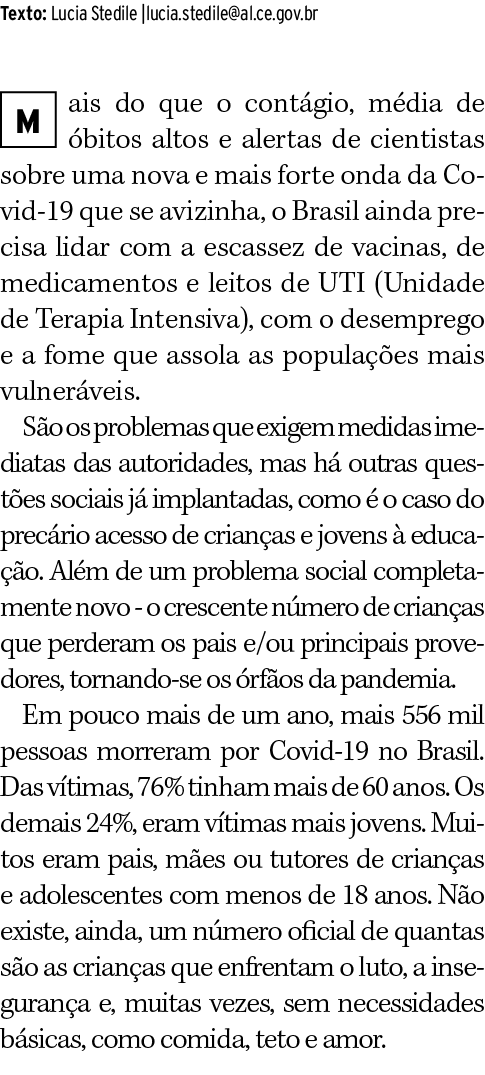 Texto: Lucia Stedile |lucia.stedile@al.ce.gov.br
Mais do que o contágio, média de
óbitos altos e alertas de cientistas
sobre uma nova e mais forte onda da Co-
vid-19 que se avizinha, o Brasil ainda pre-
cisa lidar com a escassez de vacinas, de
medicamentos e leitos de UTI (Unidade
de Terapia Intensiva), com o desemprego
e a fome que assola as populações mais
vulneráveis.
São os problemas que exigem medidas ime-
diatas das autoridades, mas há outras ques-
tões sociais já implantadas, como é o caso do
precário acesso de crianças e jovens à educa-
ção. Além de um problema social completa-
mente novo - o crescente número de crianças
que perderam os pais e/ou principais prove-
dores, tornando-se os órfãos da pandemia.
Em pouco mais de um ano, mais 556 mil
pessoas morreram por Covid-19 no Brasil.
Das vítimas, 76% tinham mais de 60 anos. Os
demais 24%, eram vítimas mais jovens. Mui-
tos eram pais, mães ou tutores de crianças
e adolescentes com menos de 18 anos. Não
existe, ainda, um número oficial de quantas
são as crianças que enfrentam o luto, a inse-
gurança e, muitas vezes, sem necessidades
básicas, como comida, teto e amor.